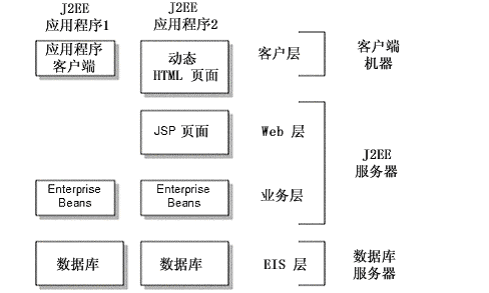 J2EE
应用程序1
J2EE
应用程序2
应用程序
客户端
动态
HTML 页面
客户层
客户端
机器
JSP 页面
Web 层
J2EE
服务器
Enterprise
Beans
Enterprise
Beans
业务层
数据库
数据库
EIS 层
数据库
服务器